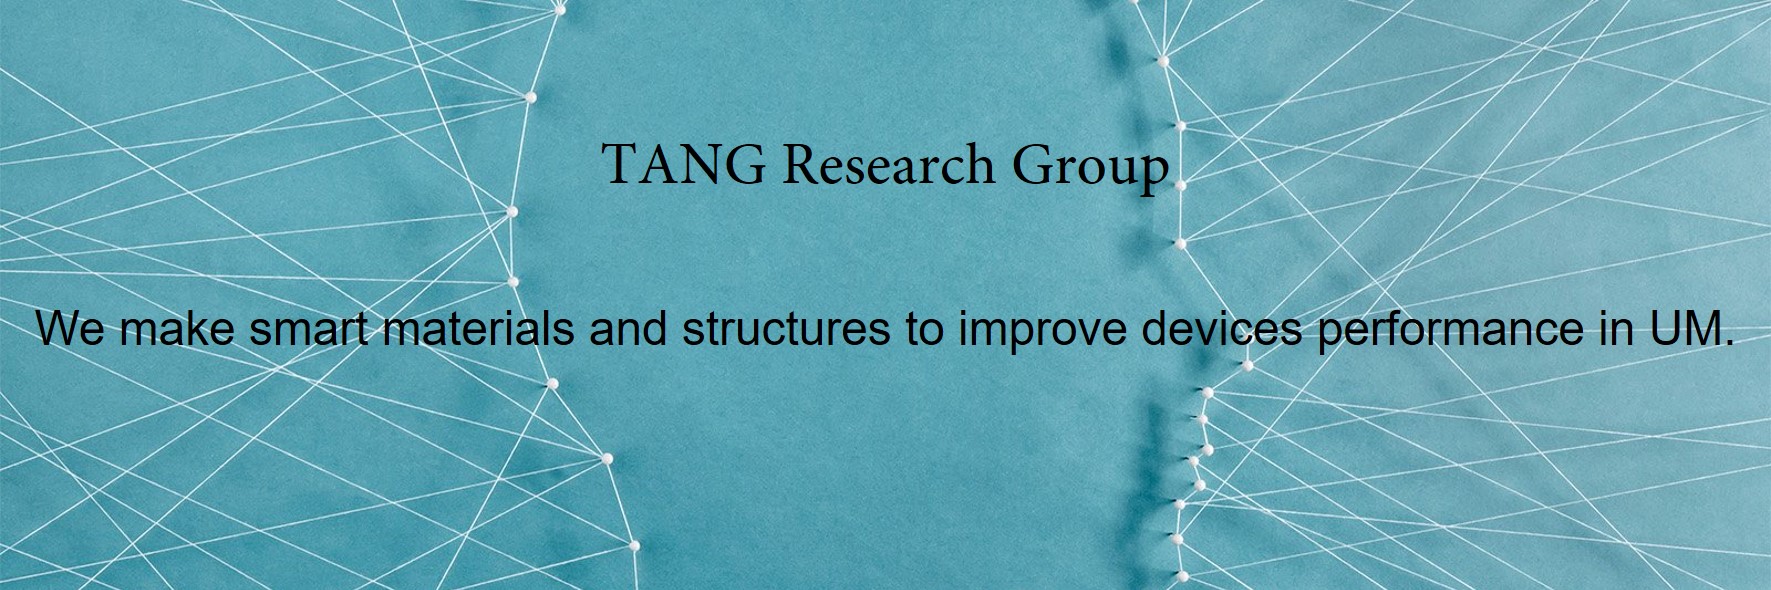 TANG Research Group
We make smart materials and structures to improve devices performance in UM.